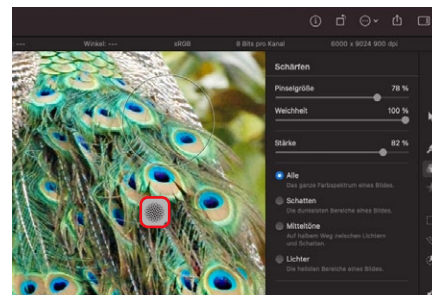 --- Winkel: --- sRGB 8 Bits pro Kanal 6000 x 9024 900 dpi
Schärfen
Pinselgröße 78 %
Weichheit 100 %
Stärke 82 %
Alle
Das ganze Farbspektrum eines Bildes.
Schatten
Die dunkelsten Bereiche eines Bildes.
Mitteltöne
Auf halbem Weg zwischen Lichtern
und Schatten.
Lichter
Die hellsten Bereiche eines Bildes.